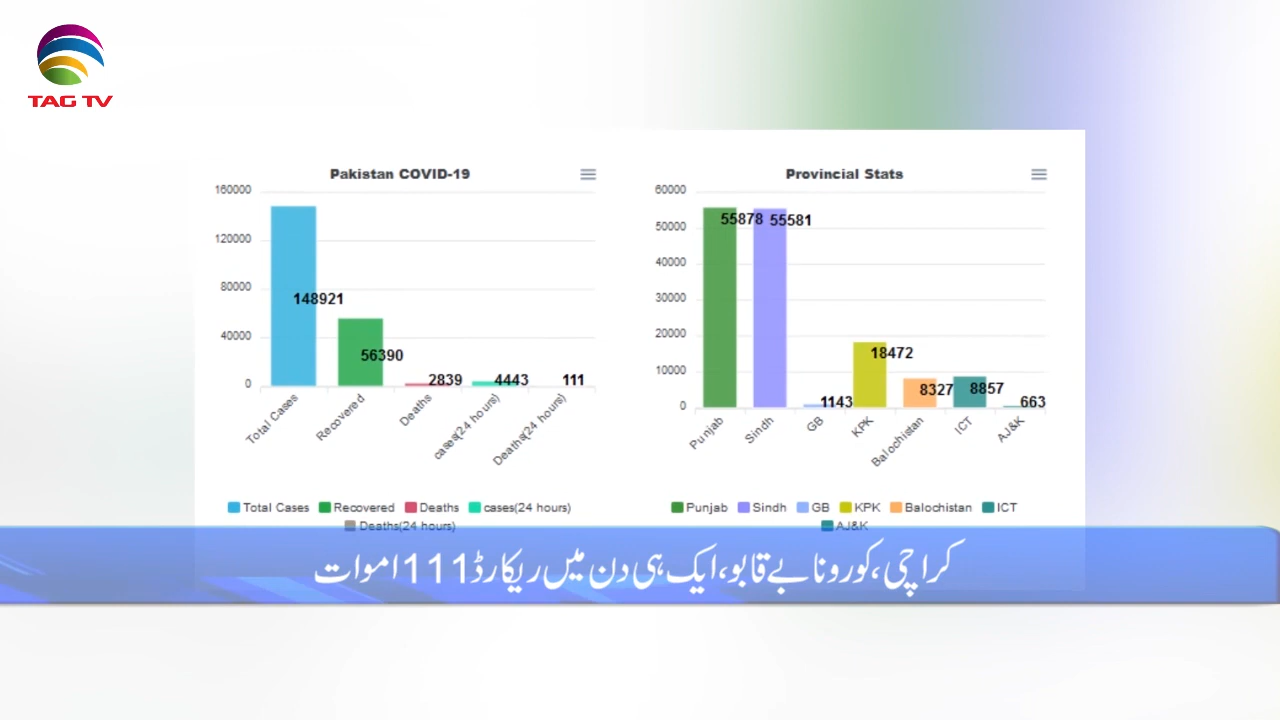 TAG TV
Pakistan COVID-19
160000
120000
80000
40000
0
148921
56390
2839
4443
111
Total Cases
Recovered
Deaths
cases(24 hours)
Deaths(24 hours)
Total Cases Recovered Deaths cases(24 hours)
Deaths(24 hours)
Provincial Stats
60000
50000
40000
30000
20000
10000
0
55878
55581
1143
18472
8327
8857
663
Punjab
Sindh
GB
KPK
Balochistan
ICT
AJ&K
Punjab Sindh GB KPK Balochistan ICT
AJ&K
کراچی،کورونا بے قابو،ایک ہی دن میں ریکارڈ111اموات